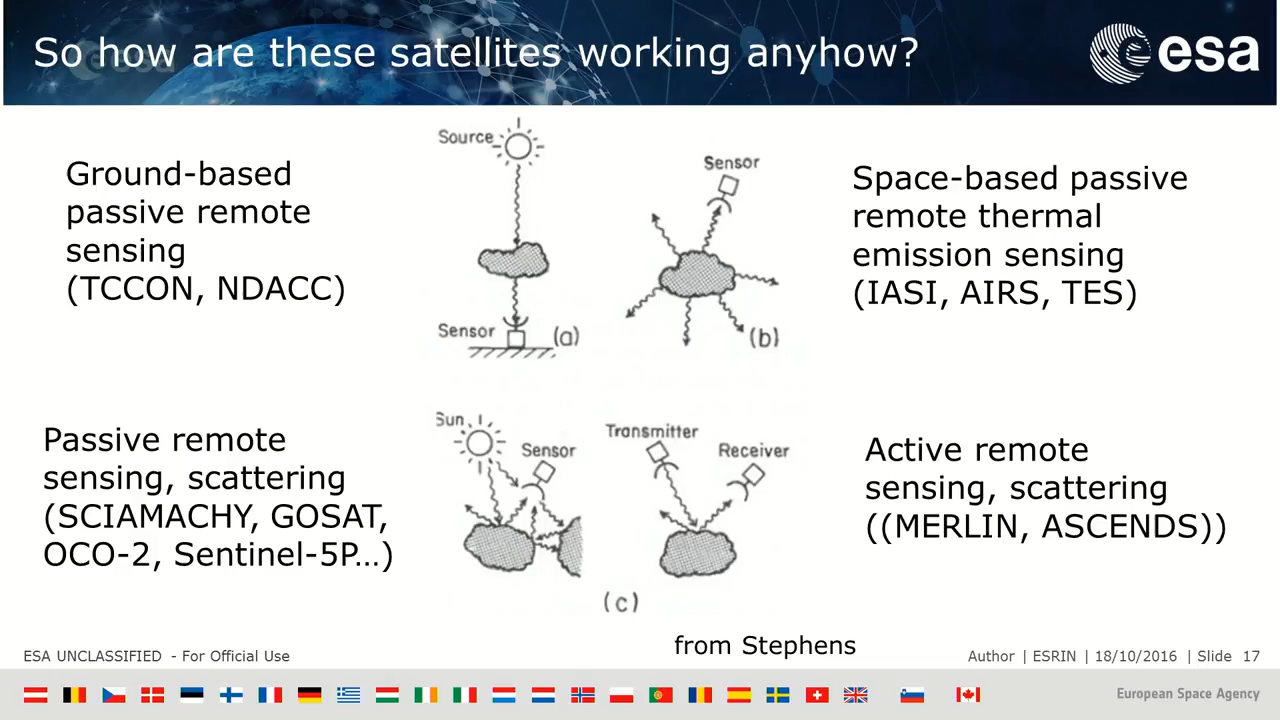 So how are these satellites working anyhow?
esa
Ground-based
passive remote
sensing
(TCCON, NDACC)
Source
Sensor
(a)
Sensor
(b)
Space-based passive
remote thermal
emission sensing
(IASI, AIRS, TES)
Passive remote
sensing, scattering
(SCIAMACHY, GOSAT,
OCO-2, Sentinel-5P…)
Sun
Sensor
Transmitter
Receiver
(c)
Active remote
sensing, scattering
((MERLIN, ASCENDS))
from Stephens
ESA UNCLASSIFIED - For Official Use
Author | ESRIN | 18/10/2016 | Slide 17
European Space Agency